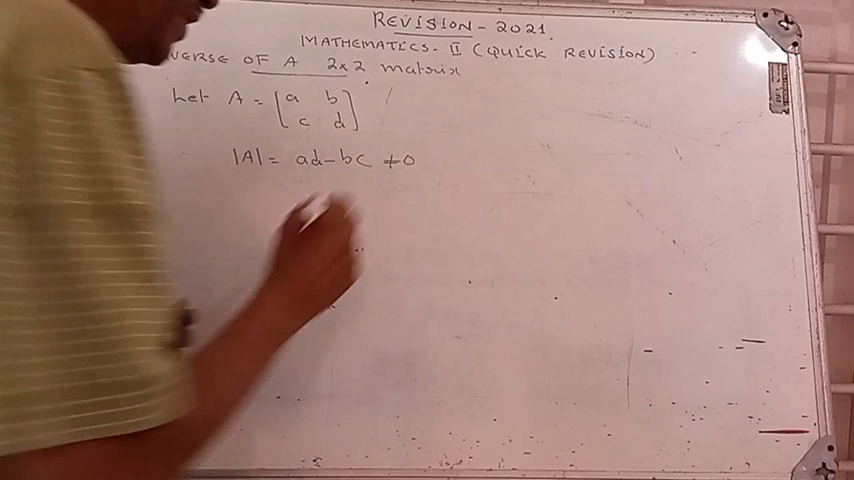 REVISION - 2021.
MATHEMATICS - II (QUICK REVISION)
VERSE OF A 2x2 matrix
Let A = [a b
c d]
|A| = ad - bc ≠ 0